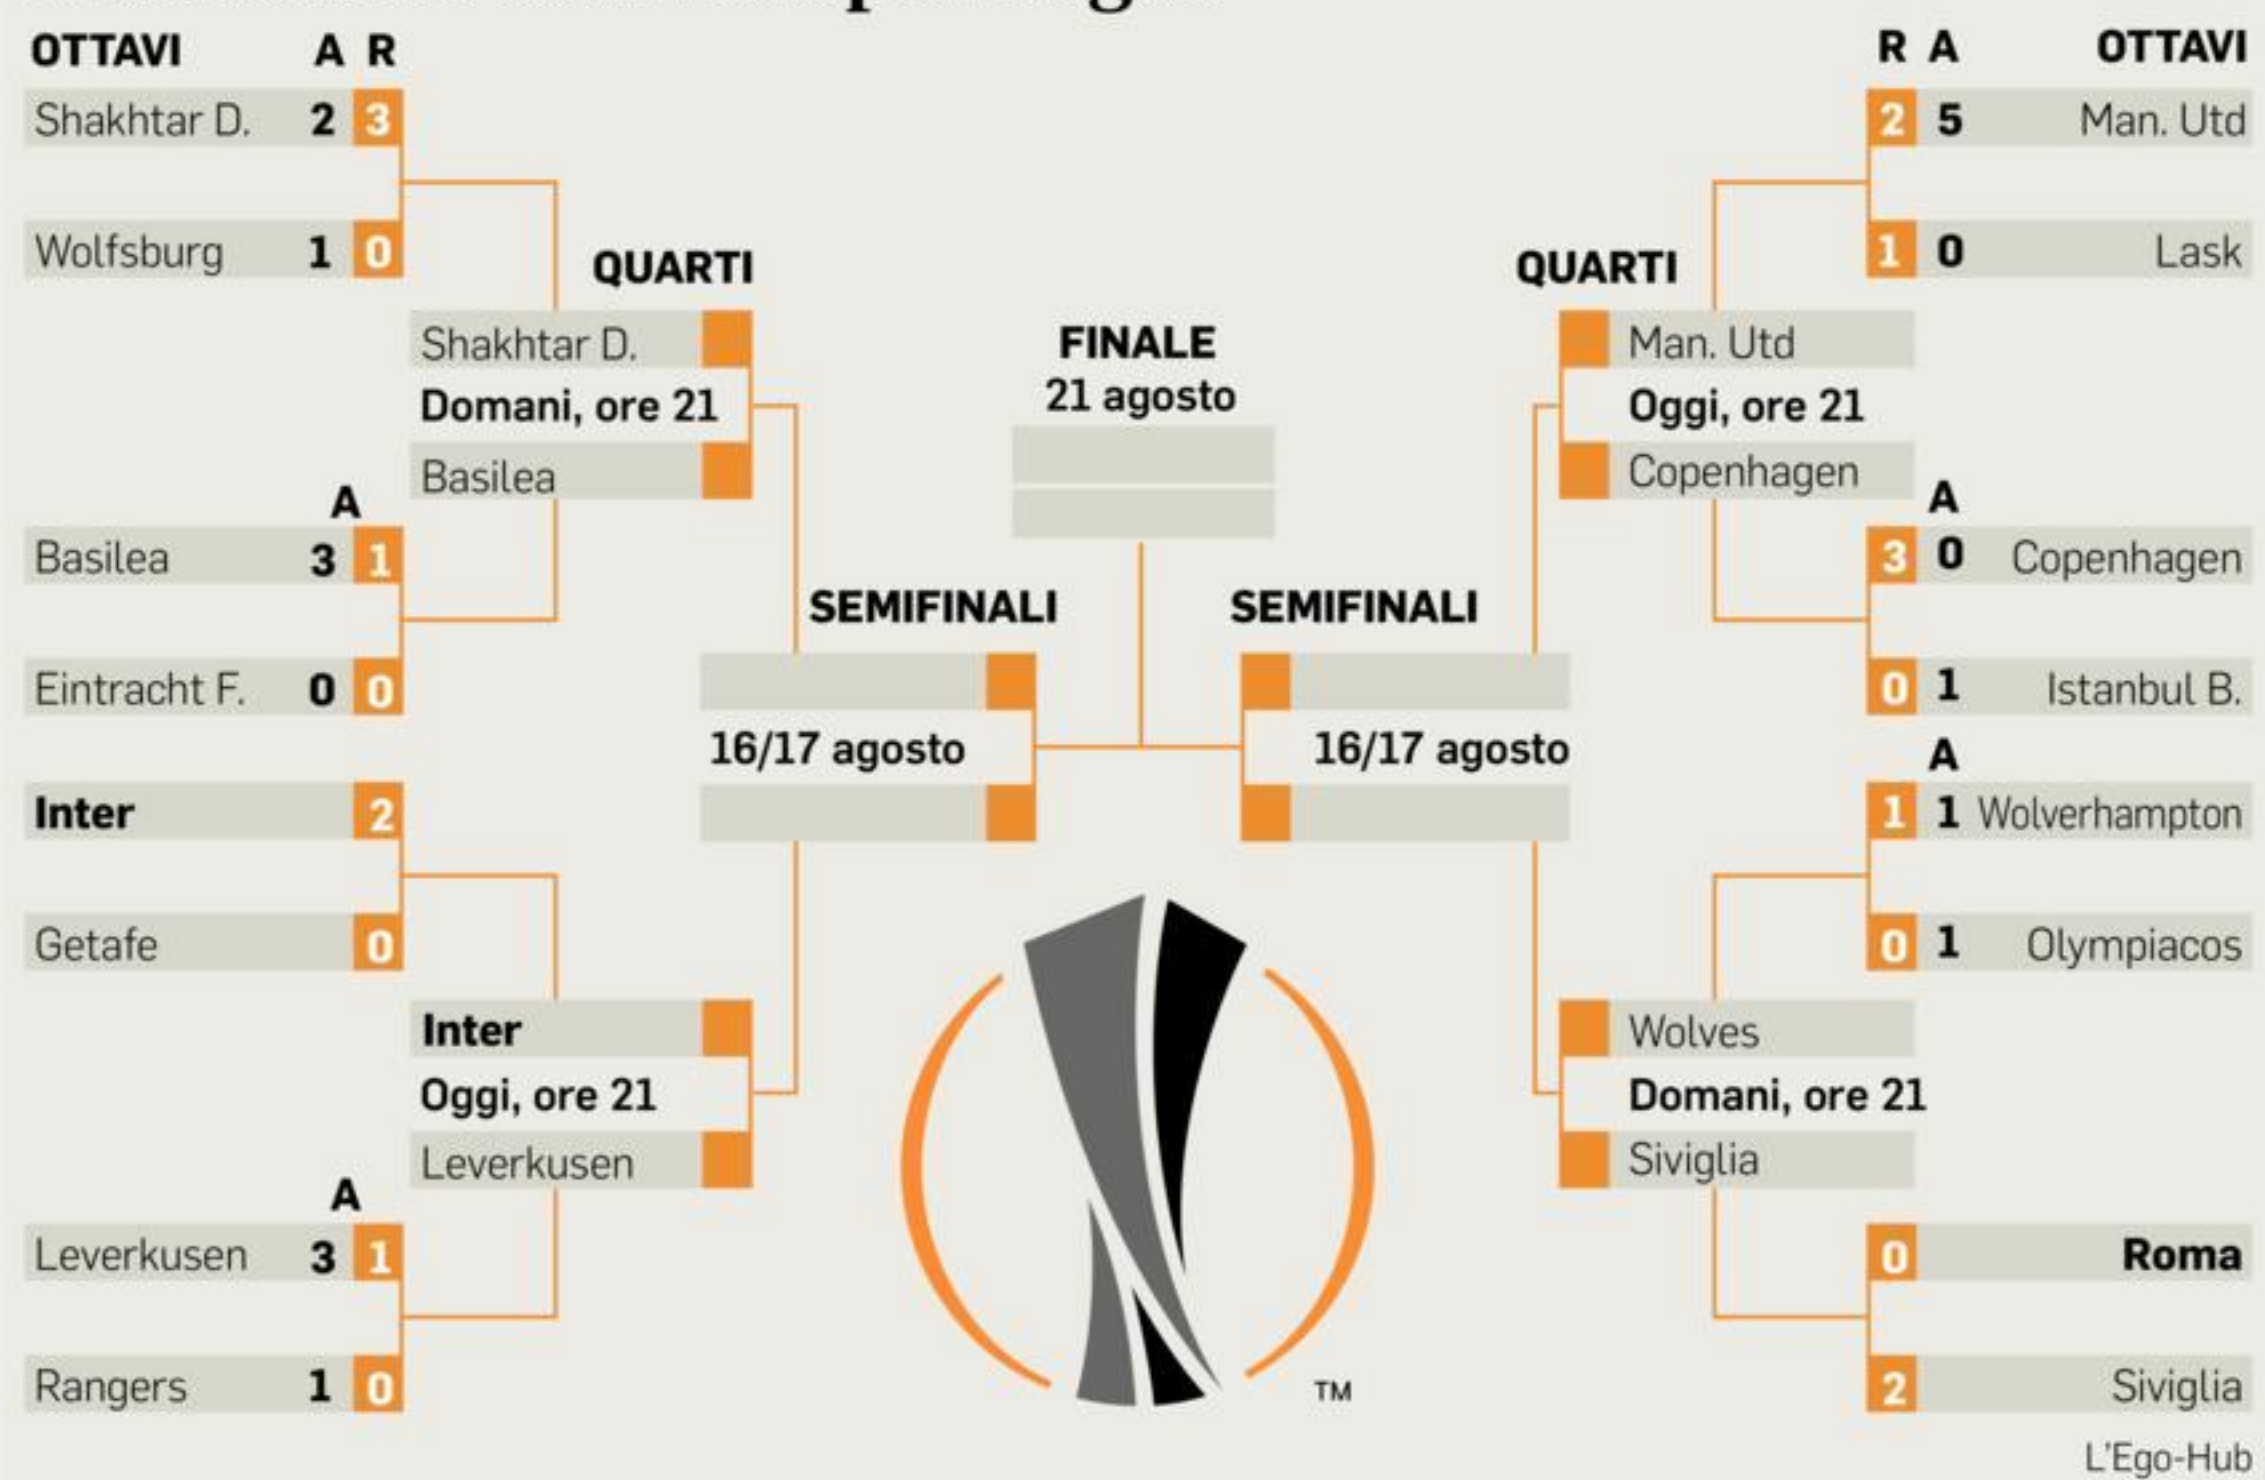 OTTAVI A R
Shakhtar D. 2 3
Wolfsburg 1 0
QUARTI
Shakhtar D.
Domani, ore 21
Basilea
A
Basilea 3 1
Eintracht F. 0 0
Inter 2
Getafe 0
Inter
Oggi, ore 21
Leverkusen
A
Leverkusen 3 1
Rangers 1 0
SEMIFINALI
16/17 agosto
FINALE
21 agosto
SEMIFINALI
16/17 agosto
R A OTTAVI
2 5 Man. Utd
1 0 Lask
QUARTI
Man. Utd
Oggi, ore 21
Copenhagen
A
3 0 Copenhagen
0 1 Istanbul B.
A
1 1 Wolverhampton
0 1 Olympiacos
Wolves
Domani, ore 21
Siviglia
0 Roma
2 Siviglia
TM
L'Ego-Hub